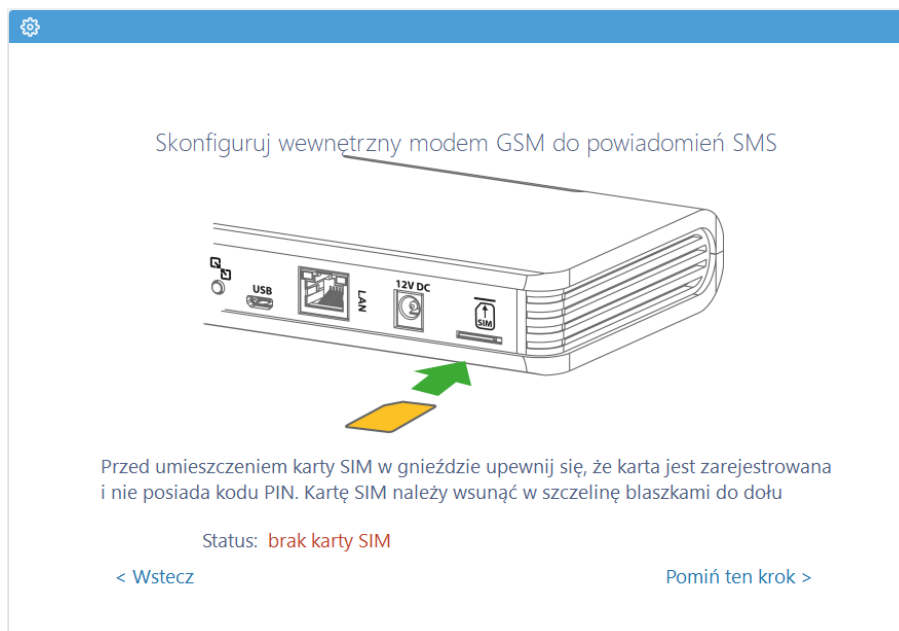 Skonfiguruj wewnętrzny modem GSM do powiadomień SMS
USB
LAN
12V DC
SIM
Przed umieszczeniem karty SIM w gnieździe upewnij się, że karta jest zarejestrowana
i nie posiada kodu PIN. Kartę SIM należy wsunąć w szczelinę blaszkami do dołu
Status: brak karty SIM
< Wstecz
Pomiń ten krok >